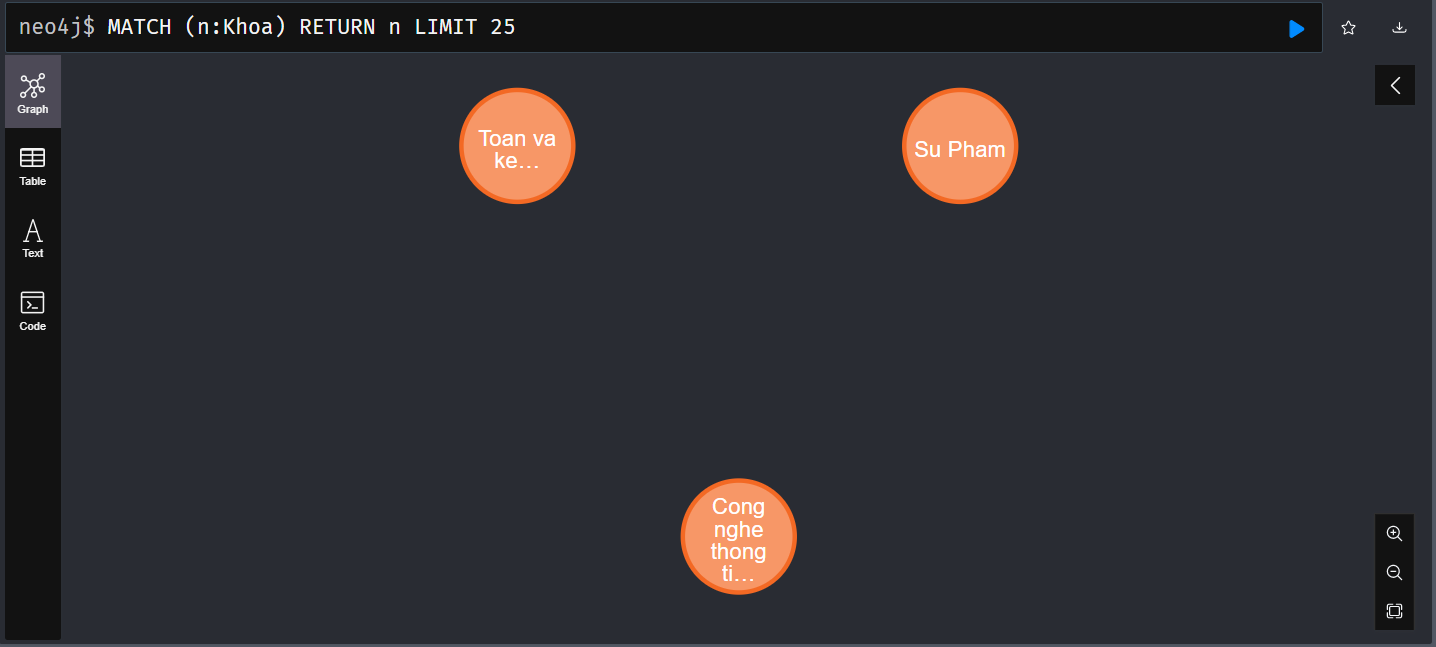 neo4j$ MATCH (n:Khoa) RETURN n LIMIT 25
Graph
Table
Text
Code
Toan va
ke...
Su Pham
Cong
nghe
thong
ti...